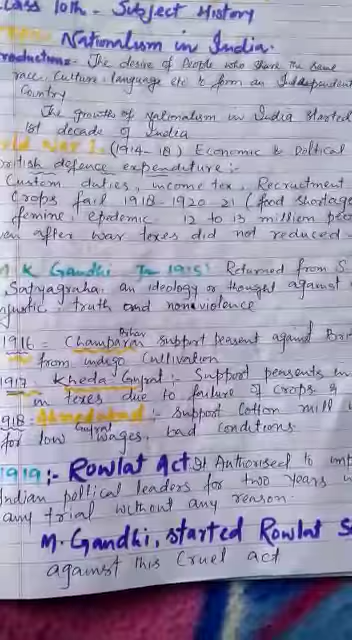 Class 10th - Subject History
Nationalism in India.
The desire of People who share the same
race, Culture, language etc to form an Independent
Country
The growth of Nationalism in India started
1st decade of India
World War I (1914-18) Economic & Political
British defence expenditure :-
Custom duties, income tax, Recruitment
Crops fail 1918-1920-21 (food shortage
femine, epidemic 12 to 13 million peo
even after war taxes did not reduced -
M. K Gandhi In 1915: Returned from S.
Satyagraha: an ideology or thought against
injustic: truth and nonviolence
1916 = Champaran Bihar support peasent against Bri
from indigo Cultivation
1917 Kheda Gujrat :- Support pensents in
in texes due to failure of crops &
918- Ahmedabad :- Support Cotton mill
for low Gujrat wages, bad conditions
1919 :- Rowlat Act It Authorised to imp
Indian political leaders for two years
any trial without any reason.
M. Gandhi, started Rowlat S
against this Cruel act